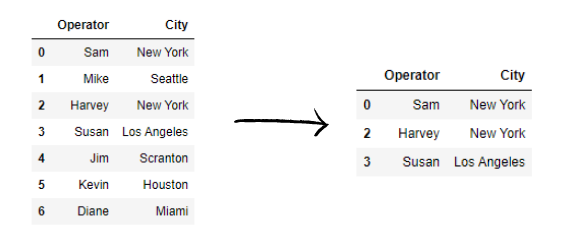 Operator City
0 Sam New York
1 Mike Seattle
2 Harvey New York
3 Susan Los Angeles
4 Jim Scranton
5 Kevin Houston
6 Diane Miami
Operator City
0 Sam New York
2 Harvey New York
3 Susan Los Angeles